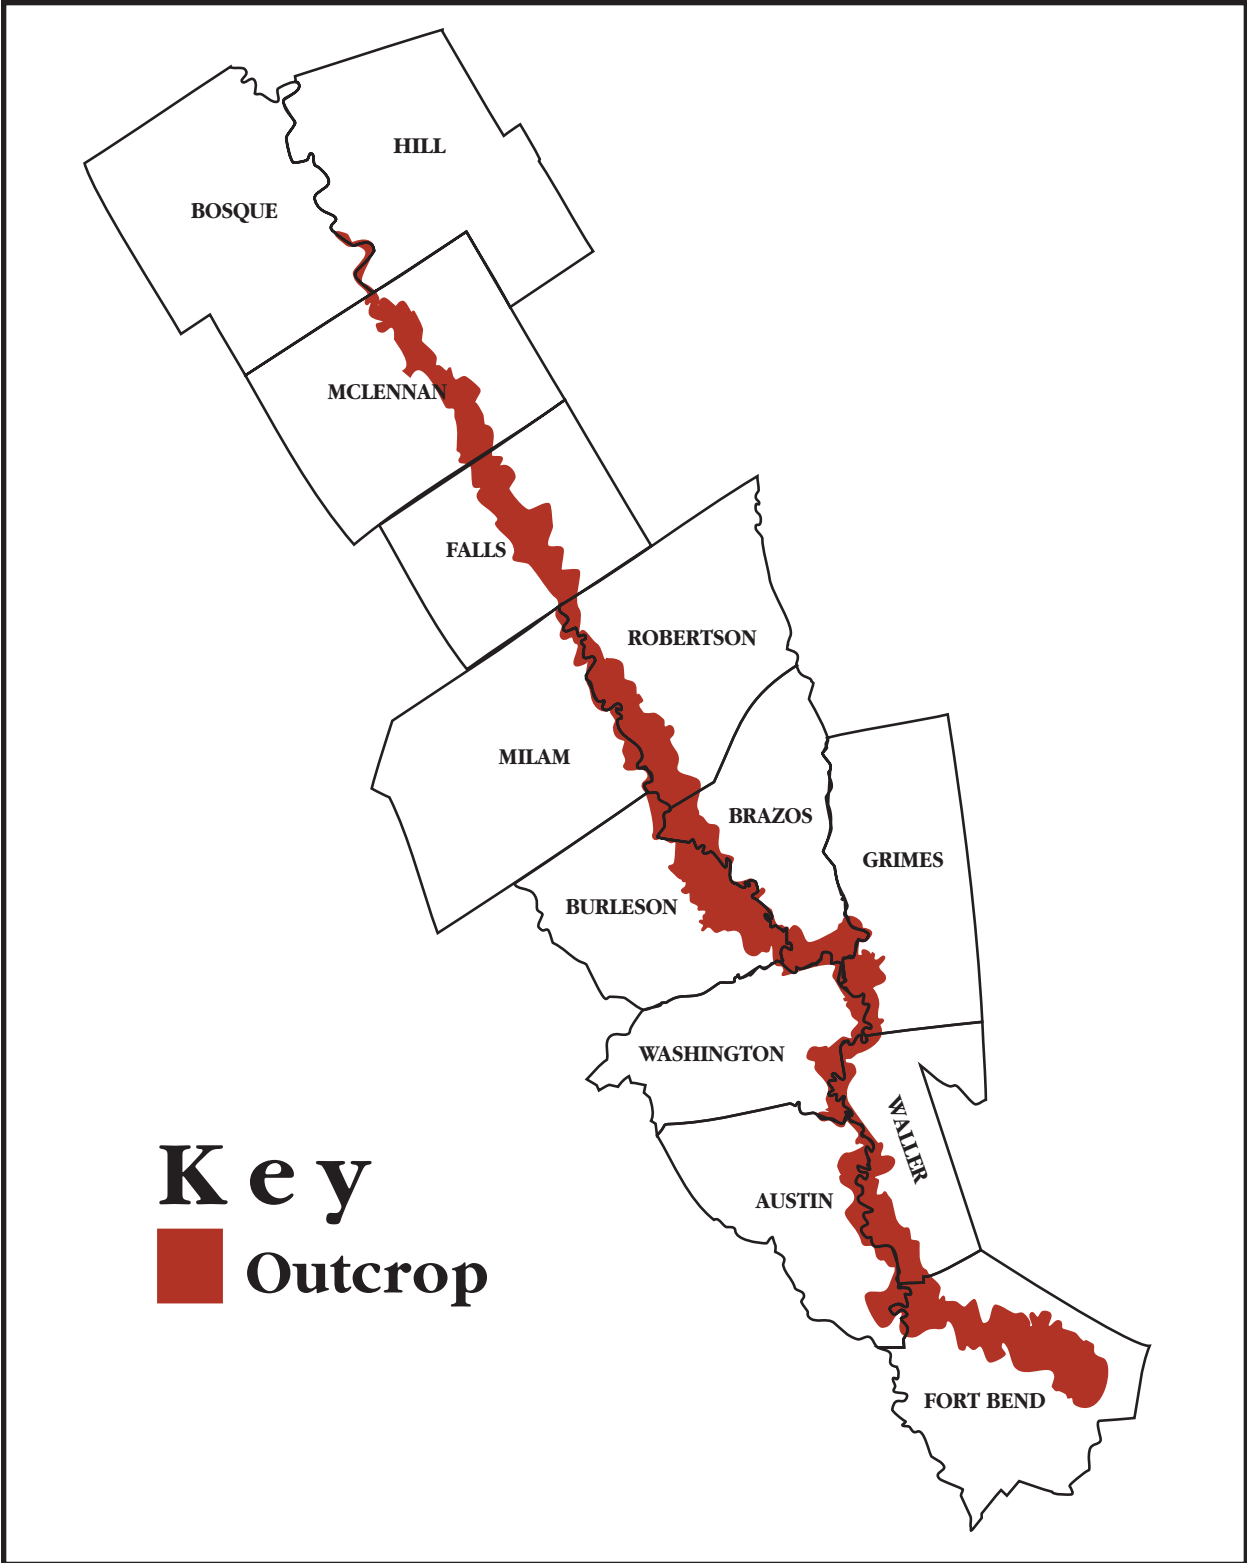 HILL
BOSQUE
MCLENNAN
FALLS
ROBERTSON
MILAM
BRAZOS
GRIMES
BURLESON
WASHINGTON
WALLER
AUSTIN
FORT BEND
Key
Outcrop